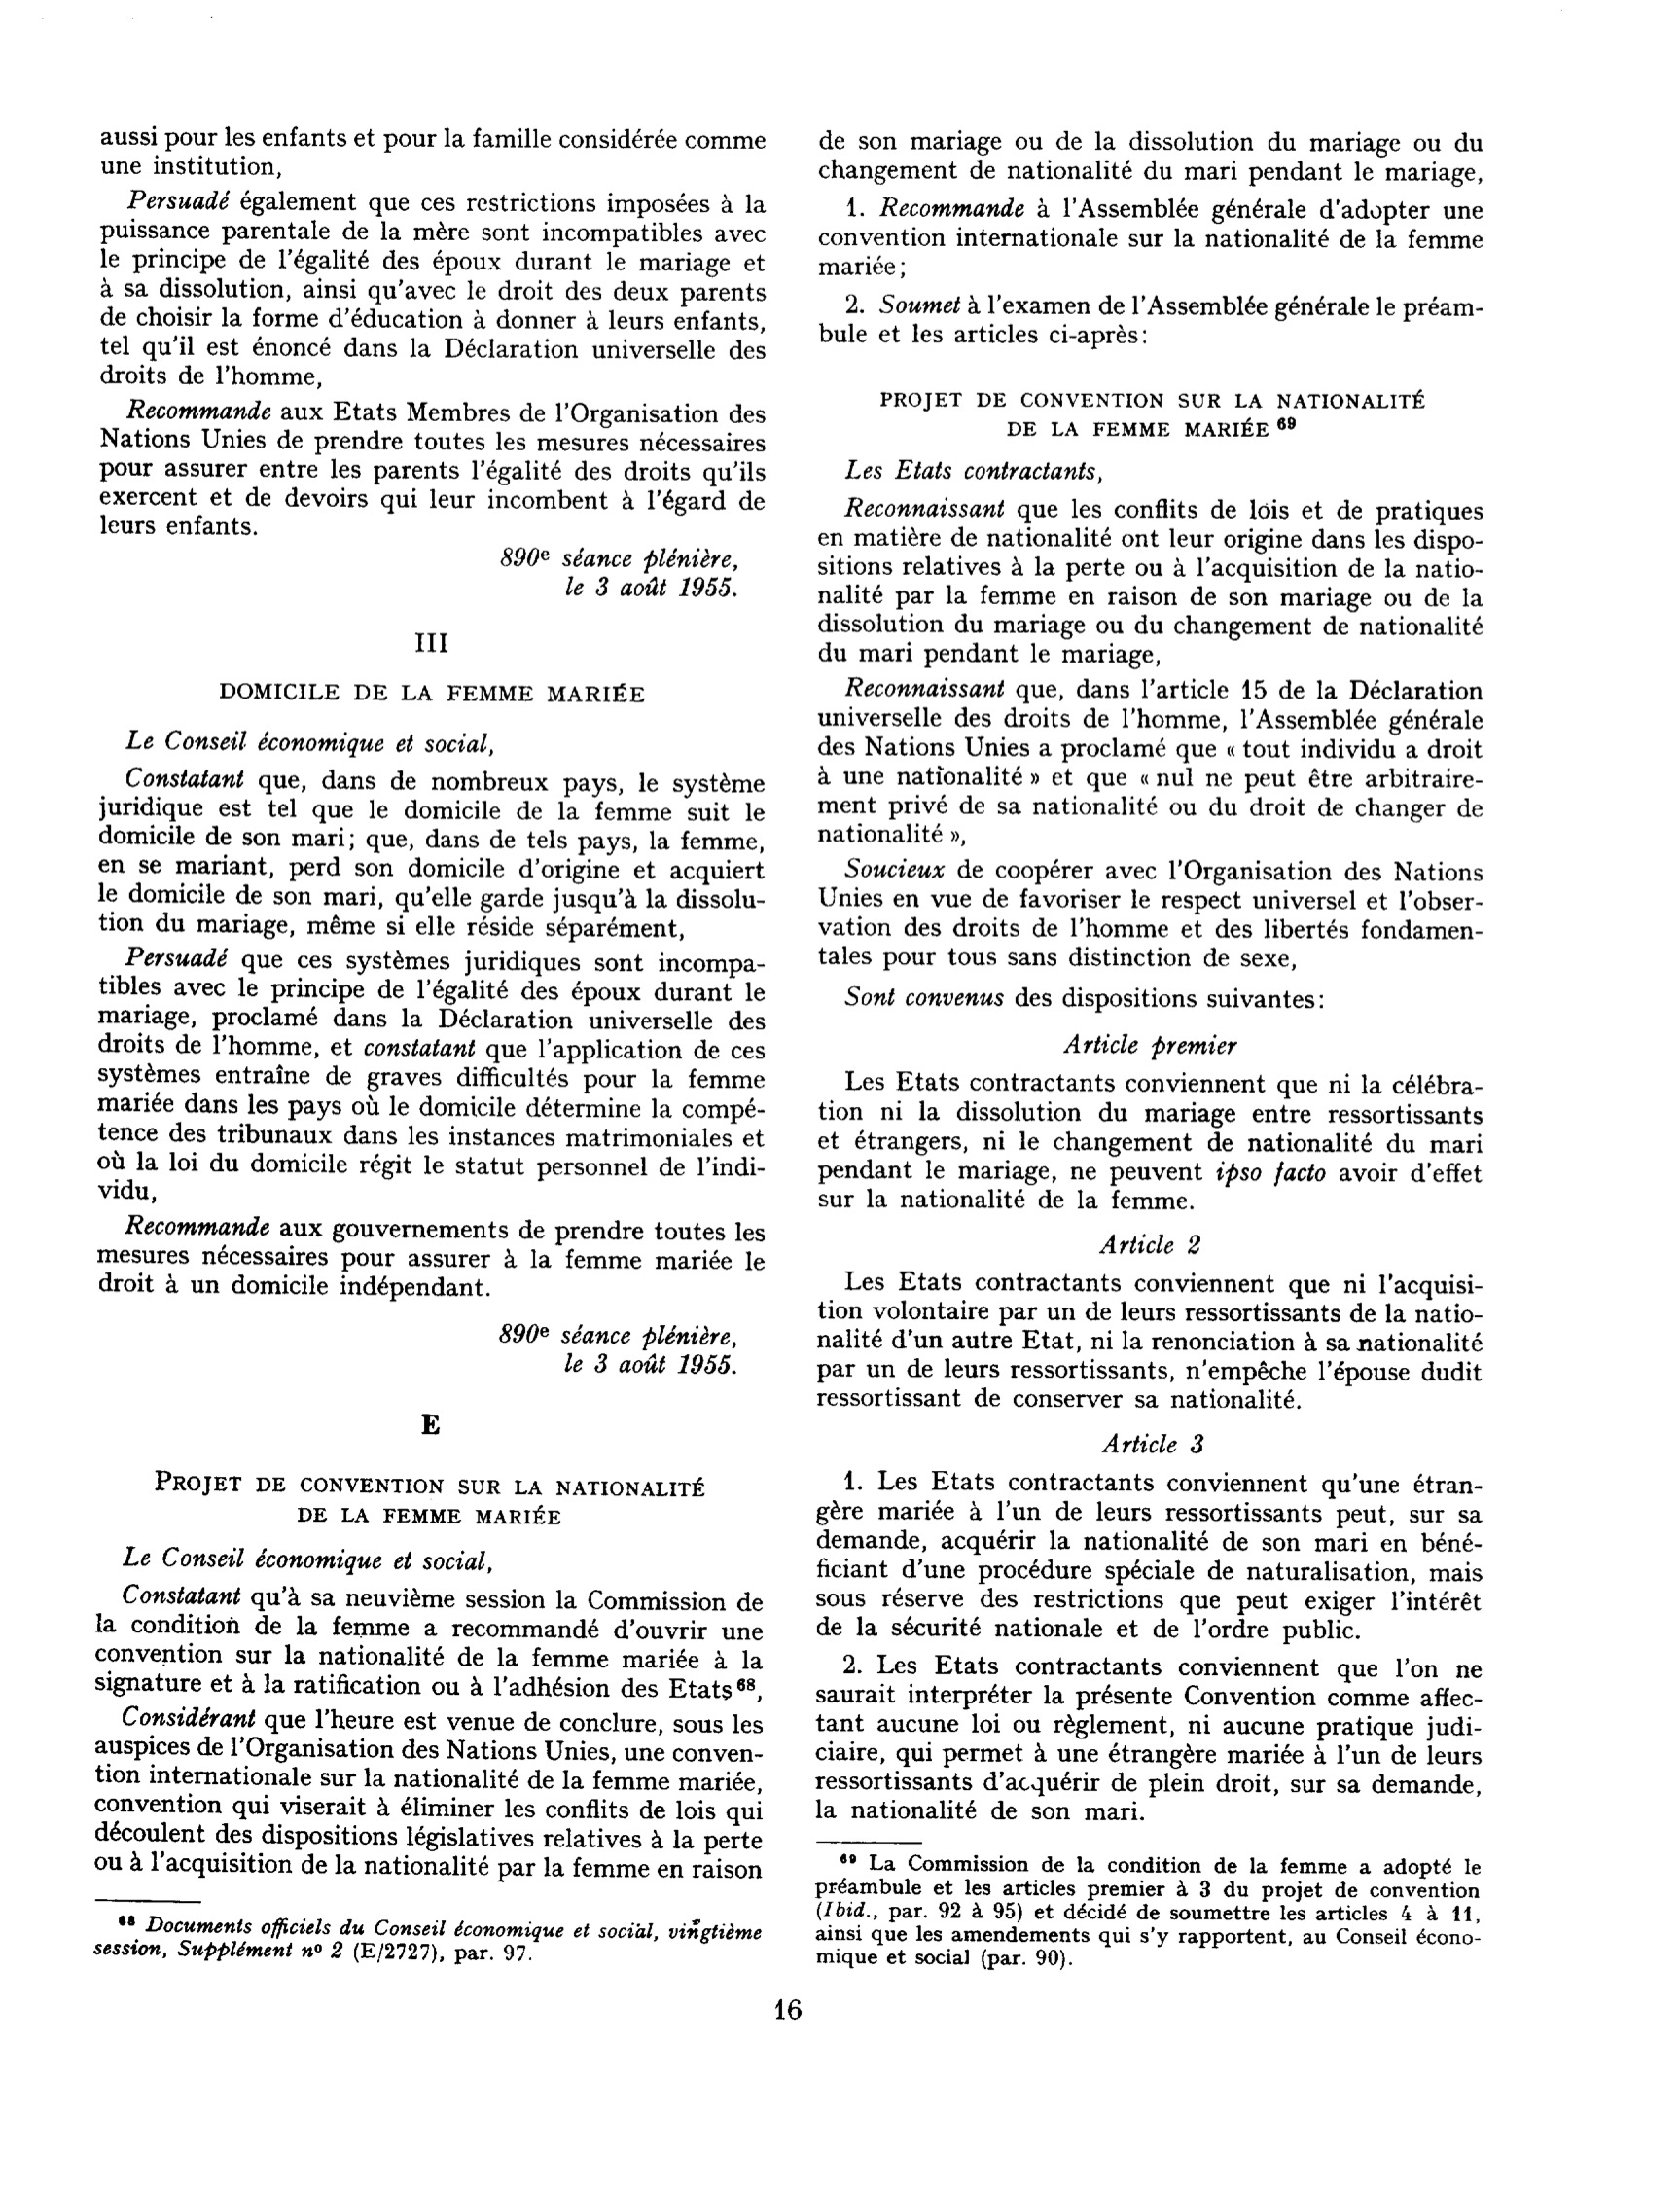 aussi pour les enfants et pour la famille considérée comme
une institution,
Persuadé également que ces restrictions imposées à la
puissance parentale de la mère sont incompatibles avec
le principe de l'égalité des époux durant le mariage et
à sa dissolution, ainsi qu'avec le droit des deux parents
de choisir la forme d'éducation à donner à leurs enfants,
tel qu'il est énoncé dans la Déclaration universelle des
droits de l'homme,
Recommande aux Etats Membres de l'Organisation des
Nations Unies de prendre toutes les mesures nécessaires
pour assurer entre les parents l'égalité des droits qu'ils
exercent et de devoirs qui leur incombent à l'égard de
leurs enfants.
890e séance plénière,
le 3 août 1955.
III
DOMICILE DE LA FEMME MARIÉE
Le Conseil économique et social,
Constatant que, dans de nombreux pays, le système
juridique est tel que le domicile de la femme suit le
domicile de son mari; que, dans de tels pays, la femme,
en se mariant, perd son domicile d'origine et acquiert
le domicile de son mari, qu'elle garde jusqu'à la dissolu-
tion du mariage, même si elle réside séparément,
Persuadé que ces systèmes juridiques sont incompa-
tibles avec le principe de l'égalité des époux durant le
mariage, proclamé dans la Déclaration universelle des
droits de l'homme, et constatant que l'application de ces
systèmes entraîne de graves difficultés pour la femme
mariée dans les pays où le domicile détermine la compé-
tence des tribunaux dans les instances matrimoniales et
où la loi du domicile régit le statut personnel de l'indi-
vidu,
Recommande aux gouvernements de prendre toutes les
mesures nécessaires pour assurer à la femme mariée le
droit à un domicile indépendant.
890e séance plénière,
le 3 août 1955.
E
PROJET DE CONVENTION SUR LA NATIONALITÉ
DE LA FEMME MARIÉE
Le Conseil économique et social,
Constatant qu'à sa neuvième session la Commission de
la condition de la femme a recommandé d'ouvrir une
convention sur la nationalité de la femme mariée à la
signature et à la ratification ou à l'adhésion des Etats 68,
Considérant que l'heure est venue de conclure, sous les
auspices de l'Organisation des Nations Unies, une conven-
tion internationale sur la nationalité de la femme mariée,
convention qui viserait à éliminer les conflits de lois qui
découlent des dispositions législatives relatives à la perte
ou à l'acquisition de la nationalité par la femme en raison
68 Documents officiels du Conseil économique et social, vingtième
session, Supplément no 2 (E/2727), par. 97.
de son mariage ou de la dissolution du mariage ou du
changement de nationalité du mari pendant le mariage,
1. Recommande à l'Assemblée générale d'adopter une
convention internationale sur la nationalité de la femme
mariée;
2. Soumet à l'examen de l'Assemblée générale le préam-
bule et les articles ci-après:
PROJET DE CONVENTION SUR LA NATIONALITÉ
DE LA FEMME MARIÉE 69
Les Etats contractants,
Reconnaissant que les conflits de lois et de pratiques
en matière de nationalité ont leur origine dans les dispo-
sitions relatives à la perte ou à l'acquisition de la natio-
nalité par la femme en raison de son mariage ou de la
dissolution du mariage ou du changement de nationalité
du mari pendant le mariage,
Reconnaissant que, dans l'article 15 de la Déclaration
universelle des droits de l'homme, l'Assemblée générale
des Nations Unies a proclamé que « tout individu a droit
à une nationalité » et que « nul ne peut être arbitraire-
ment privé de sa nationalité ou du droit de changer de
nationalité »,
Soucieux de coopérer avec l'Organisation des Nations
Unies en vue de favoriser le respect universel et l'obser-
vation des droits de l'homme et des libertés fondamen-
tales pour tous sans distinction de sexe,
Sont convenus des dispositions suivantes:
Article premier
Les Etats contractants conviennent que ni la célébra-
tion ni la dissolution du mariage entre ressortissants
et étrangers, ni le changement de nationalité du mari
pendant le mariage, ne peuvent ipso facto avoir d'effet
sur la nationalité de la femme.
Article 2
Les Etats contractants conviennent que ni l'acquisi-
tion volontaire par un de leurs ressortissants de la natio-
nalité d'un autre Etat, ni la renonciation à sa nationalité
par un de leurs ressortissants, n'empêche l'épouse dudit
ressortissant de conserver sa nationalité.
Article 3
1. Les Etats contractants conviennent qu'une étran-
gère mariée à l'un de leurs ressortissants peut, sur sa
demande, acquérir la nationalité de son mari en béné-
ficiant d'une procédure spéciale de naturalisation, mais
sous réserve des restrictions que peut exiger l'intérêt
de la sécurité nationale et de l'ordre public.
2. Les Etats contractants conviennent que l'on ne
saurait interpréter la présente Convention comme affec-
tant aucune loi ou règlement, ni aucune pratique judi-
ciaire, qui permet à une étrangère mariée à l'un de leurs
ressortissants d'acquérir de plein droit, sur sa demande,
la nationalité de son mari.
69 La Commission de la condition de la femme a adopté le
préambule et les articles premier à 3 du projet de convention
(Ibid., par. 92 à 95) et décidé de soumettre les articles 4 à 11,
ainsi que les amendements qui s'y rapportent, au Conseil écono-
mique et social (par. 90).
16